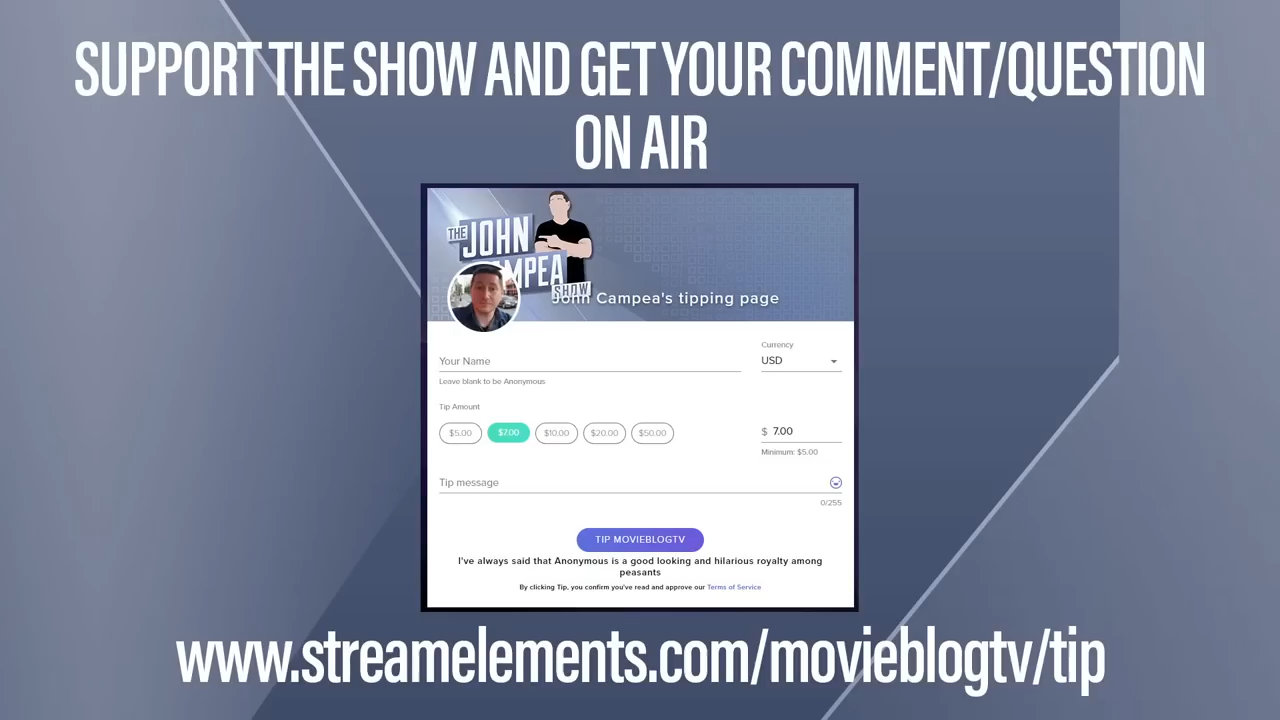 SUPPORT THE SHOW AND GET YOUR COMMENT/QUESTION
ON AIR
THE
JOHN
CAMPEA
SHOW
John Campea's tipping page
Your Name
Leave blank to be Anonymous
Currency
USD
Tip Amount
$5.00 $7.00 $10.00 $20.00 $50.00
$ 7.00
Minimum: $5.00
Tip message
0/255
TIP MOVIEBLOGTV
I've always said that Anonymous is a good looking and hilarious royalty among
peasants
By clicking Tip, you confirm you've read and approve our Terms of Service
www.streamelements.com/movieblogtv/tip